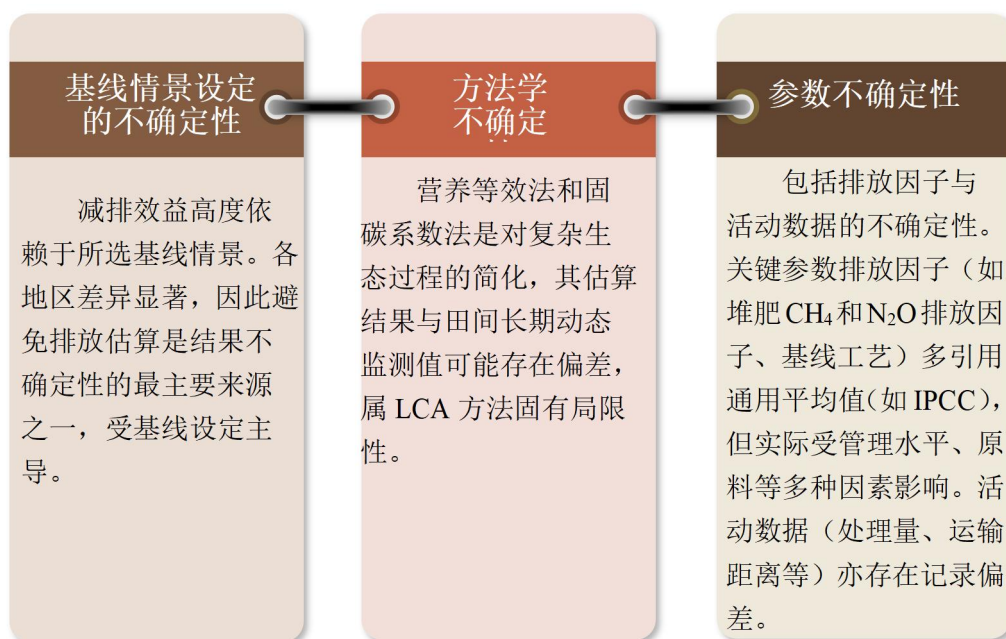 基线情景设定
的不确定性
减排效益高度依
赖于所选基线情景。各
地区差异显著，因此避
免排放估算是结果不
确定性的最主要来源
之一，受基线设定主
导。
方法学
不确定
营养等效法和固
碳系数法是对复杂生
态过程的简化，其估算
结果与田间长期动态
监测值可能存在偏差，
属 LCA 方法固有局限
性。
参数不确定性
包括排放因子与
活动数据的不确定性。
关键参数排放因子（如
堆肥CH₄和N₂O排放因
子、基线工艺）多引用
通用平均值（如 IPCC），
但实际受管理水平、原
料等多种因素影响。活
动数据（处理量、运输
距离等）亦存在记录偏
差。